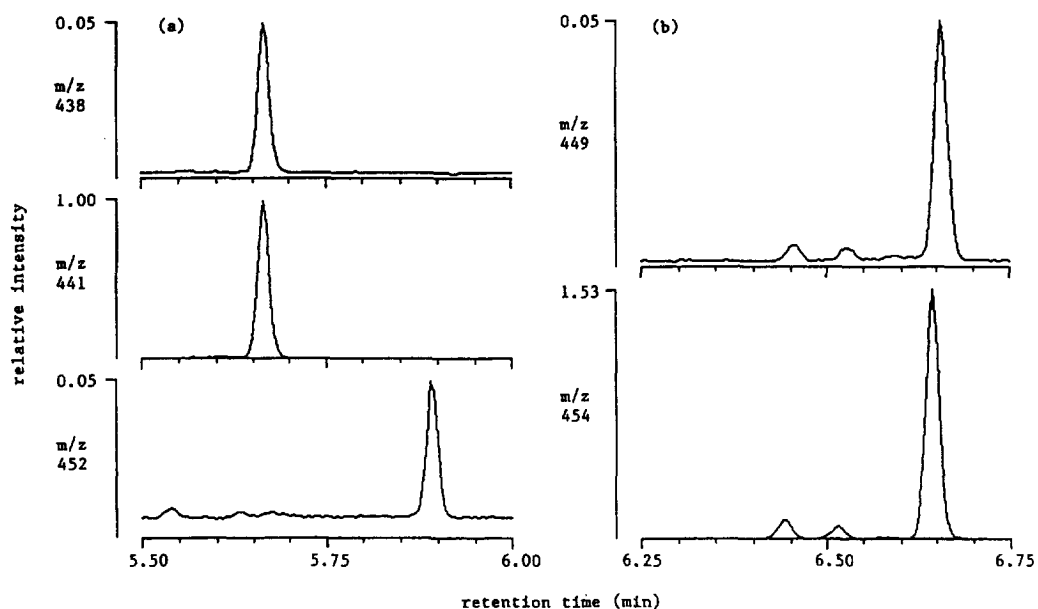 (a)
0.05
m/z
438
1.00
m/z
441
0.05
m/z
452
5.50 5.75 6.00
(b)
0.05
m/z
449
1.53
m/z
454
6.25 6.50 6.75
relative intensity
retention time (min)